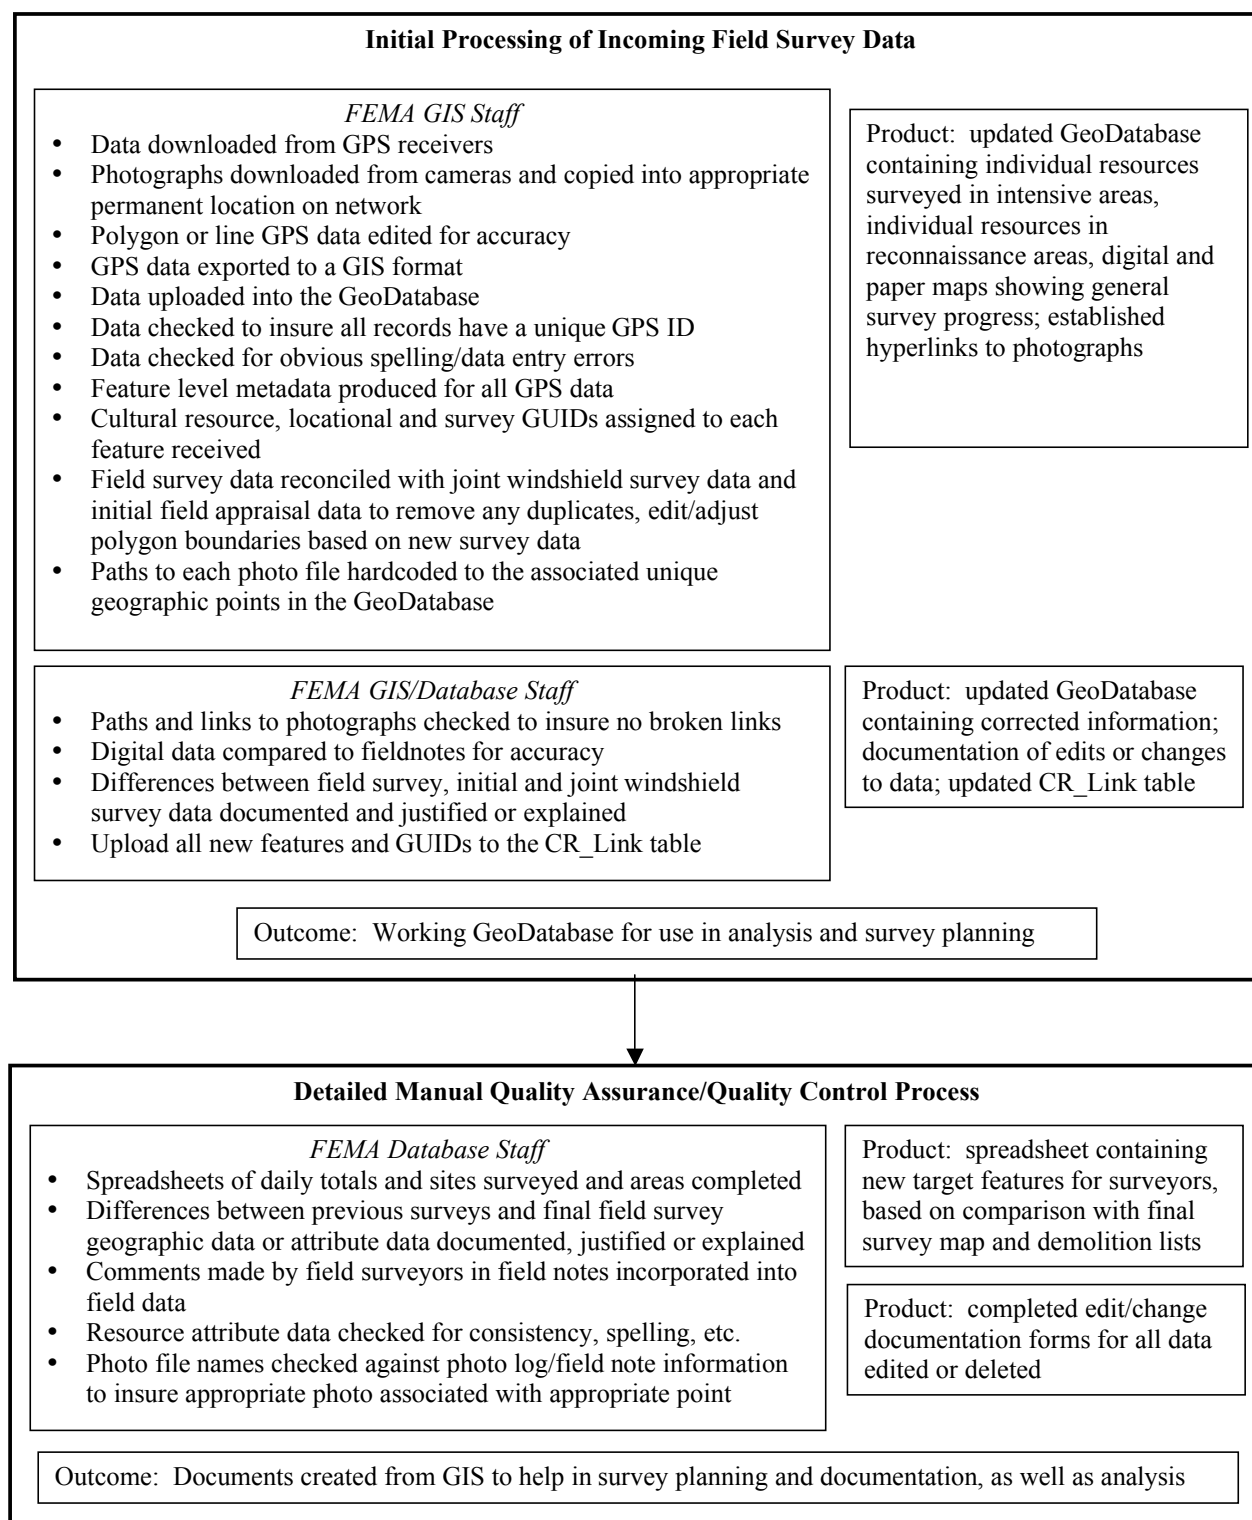 Initial Processing of Incoming Field Survey Data
FEMA GIS Staff
• Data downloaded from GPS receivers
• Photographs downloaded from cameras and copied into appropriate
permanent location on network
• Polygon or line GPS data edited for accuracy
• GPS data exported to a GIS format
• Data uploaded into the GeoDatabase
• Data checked to insure all records have a unique GPS ID
• Data checked for obvious spelling/data entry errors
• Feature level metadata produced for all GPS data
• Cultural resource, locational and survey GUIDs assigned to each
feature received
• Field survey data reconciled with joint windshield survey data and
initial field appraisal data to remove any duplicates, edit/adjust
polygon boundaries based on new survey data
• Paths to each photo file hardcoded to the associated unique
geographic points in the GeoDatabase
Product: updated GeoDatabase
containing individual resources
surveyed in intensive areas,
individual resources in
reconnaissance areas, digital and
paper maps showing general
survey progress; established
hyperlinks to photographs
FEMA GIS/Database Staff
• Paths and links to photographs checked to insure no broken links
• Digital data compared to fieldnotes for accuracy
• Differences between field survey, initial and joint windshield
survey data documented and justified or explained
• Upload all new features and GUIDs to the CR_Link table
Product: updated GeoDatabase
containing corrected information;
documentation of edits or changes
to data; updated CR_Link table
Outcome: Working GeoDatabase for use in analysis and survey planning
Detailed Manual Quality Assurance/Quality Control Process
FEMA Database Staff
• Spreadsheets of daily totals and sites surveyed and areas completed
• Differences between previous surveys and final field survey
geographic data or attribute data documented, justified or explained
• Comments made by field surveyors in field notes incorporated into
field data
• Resource attribute data checked for consistency, spelling, etc.
• Photo file names checked against photo log/field note information
to insure appropriate photo associated with appropriate point
Product: spreadsheet containing
new target features for surveyors,
based on comparison with final
survey map and demolition lists
Product: completed edit/change
documentation forms for all data
edited or deleted
Outcome: Documents created from GIS to help in survey planning and documentation, as well as analysis